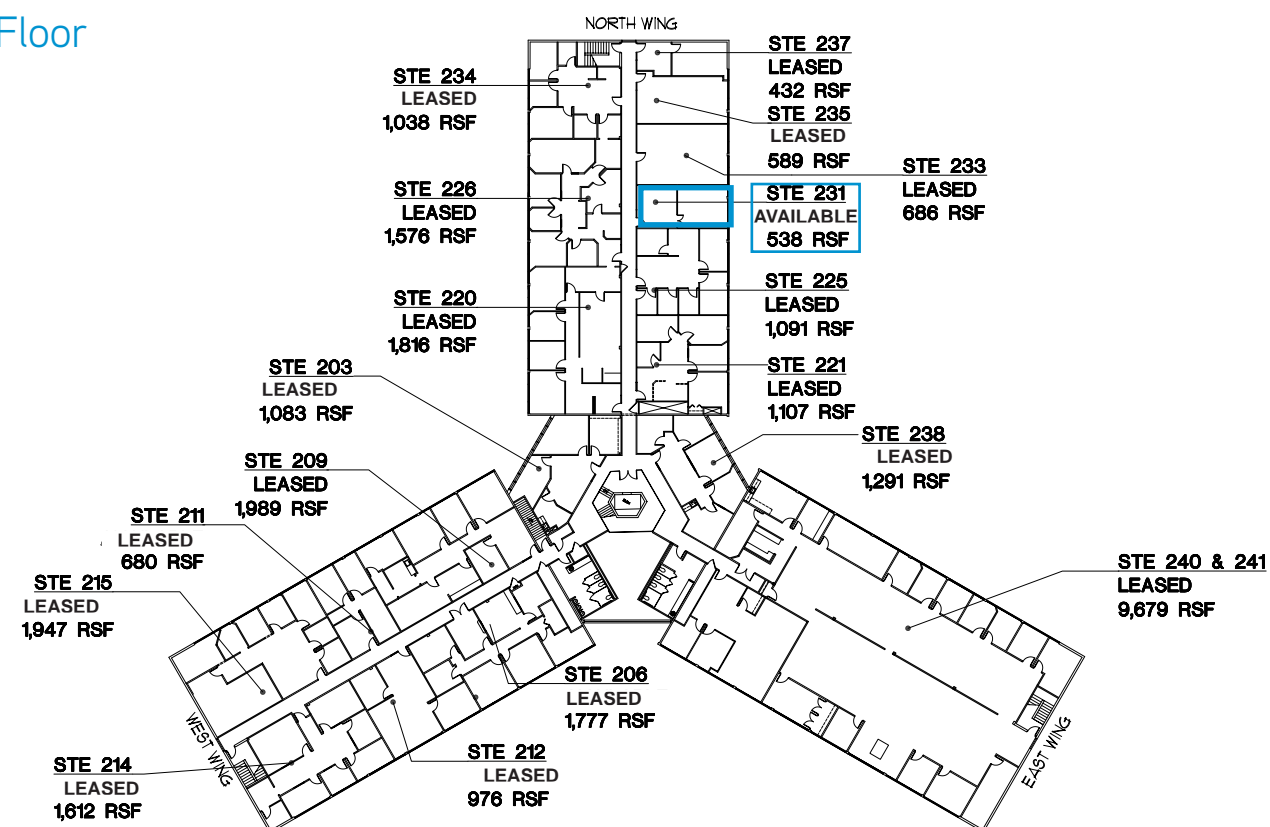 Floor
NORTH WING
STE 237
LEASED
432 RSF
STE 234
LEASED
1,038 RSF
STE 235
LEASED
589 RSF
STE 233
LEASED
686 RSF
STE 226
LEASED
1,576 RSF
STE 231
AVAILABLE
538 RSF
STE 225
LEASED
1,091 RSF
STE 220
LEASED
1,816 RSF
STE 221
LEASED
1,107 RSF
STE 203
LEASED
1,083 RSF
STE 238
LEASED
1,291 RSF
STE 209
LEASED
1,989 RSF
STE 211
LEASED
680 RSF
STE 240 & 241
LEASED
9,679 RSF
STE 215
LEASED
1,947 RSF
STE 206
LEASED
1,777 RSF
WEST WING
EAST WING
STE 212
LEASED
976 RSF
STE 214
LEASED
1,612 RSF